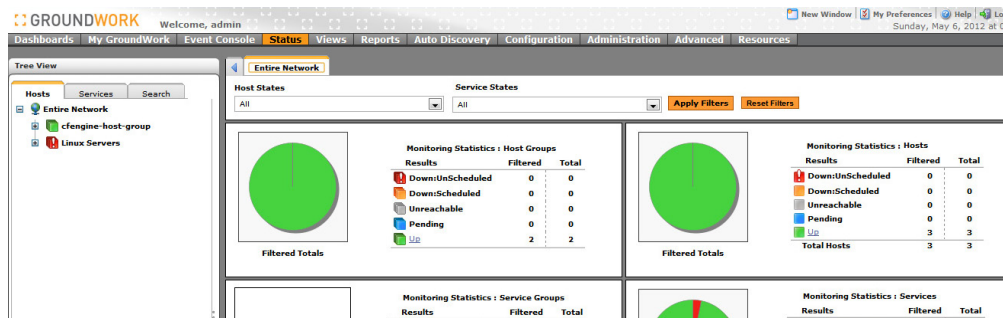 GROUNDWORK Welcome, admin
New Window My Preferences Help
Sunday, May 6, 2012 at
Dashboards My GroundWork Event Console Status Views Reports Auto Discovery Configuration Administration Advanced Resources
Tree View
Hosts Services Search
Entire Network
cfengine-host-group
Linux Servers
Entire Network
Host States Service States
All All Apply Filters Reset Filters
Monitoring Statistics : Host Groups
Results Filtered Total
Down:UnScheduled 0 0
Down:Scheduled 0 0
Unreachable 0 0
Pending 0 0
Up 2 2
Filtered Totals
Monitoring Statistics : Hosts
Results Filtered Total
Down:UnScheduled 0 0
Down:Scheduled 0 0
Unreachable 0 0
Pending 0 0
Up 3 3
Total Hosts 3 3
Filtered Totals
Monitoring Statistics : Service Groups
Results Filtered Total
Monitoring Statistics : Services
Results Filtered Total